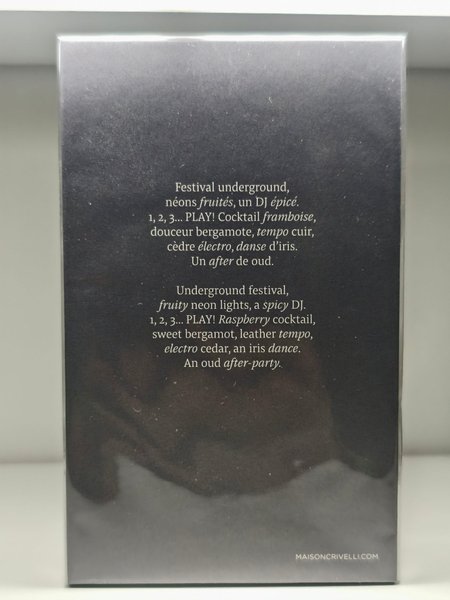 Festival underground,
néons fruités, un DJ épicé.
1, 2, 3... PLAY! Cocktail framboise,
douceur bergamote, tempo cuir,
cèdre électro, danse d'iris.
Un after de oud.
Underground festival,
fruity neon lights, a spicy DJ.
1, 2, 3... PLAY! Raspberry cocktail,
sweet bergamot, leather tempo,
electro cedar, an iris dance.
An oud after-party.
MAISONCRIVELLI.COM